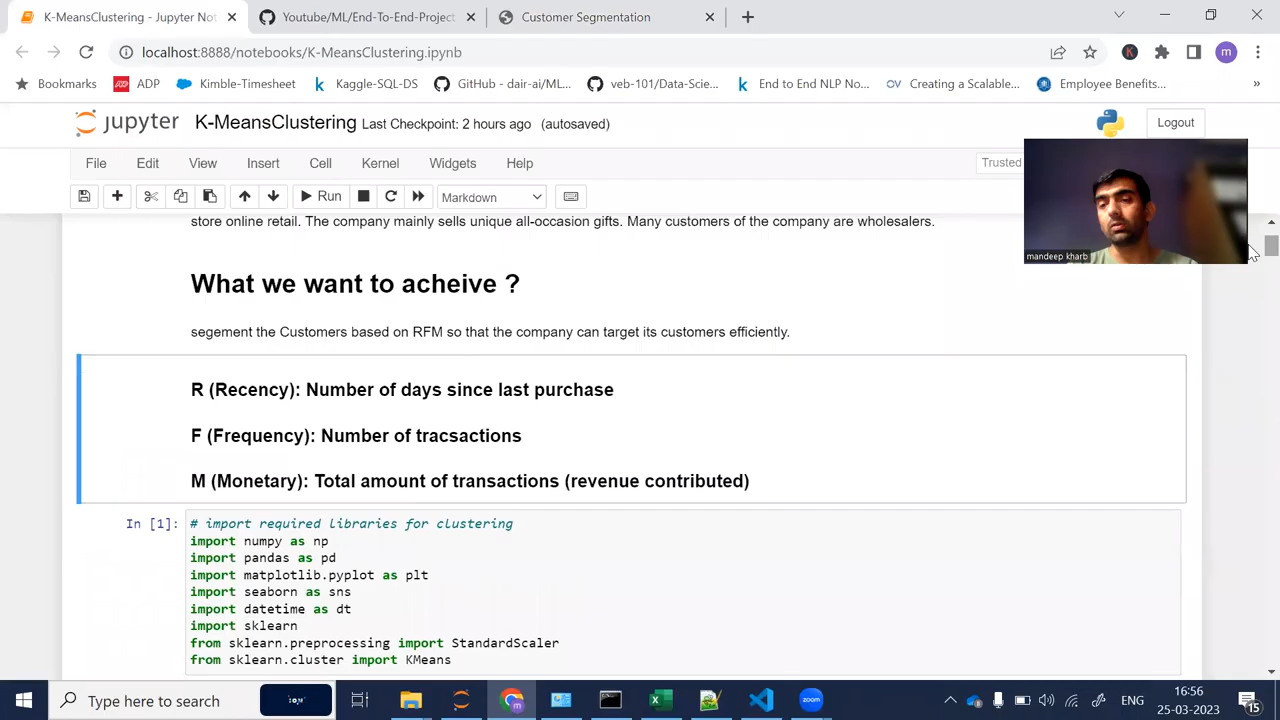 K-MeansClustering - Jupyter Note
Youtube/ML/End-To-End-Project
Customer Segmentation
localhost:8888/notebooks/K-MeansClustering.ipynb
K
m
Bookmarks
ADP
Kimble-Timesheet
Kaggle-SQL-DS
GitHub - dair-ai/ML...
veb-101/Data-Scie...
End to End NLP No...
Creating a Scalable...
Employee Benefits...
»
jupyter
K-MeansClustering Last Checkpoint: 2 hours ago (autosaved)
Logout
File Edit View Insert Cell Kernel Widgets Help
Trusted
Run
Markdown
mandeep kharb
store online retail. The company mainly sells unique all-occasion gifts. Many customers of the company are wholesalers.
What we want to acheive ?
segement the Customers based on RFM so that the company can target its customers efficiently.
R (Recency): Number of days since last purchase
F (Frequency): Number of tracsactions
M (Monetary): Total amount of transactions (revenue contributed)
In [1]:
# import required libraries for clustering
import numpy as np
import pandas as pd
import matplotlib.pyplot as plt
import seaborn as sns
import datetime as dt
import sklearn
from sklearn.preprocessing import StandardScaler
from sklearn.cluster import KMeans
Type here to search
zoom
ENG
16:56
25-03-2023
15